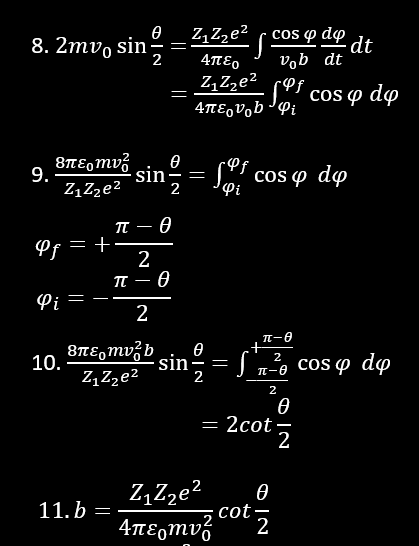 8. 2mv₀ sin θ/2 = Z₁Z₂e²/4πε₀ ∫ cos φ/v₀b dφ/dt dt
= Z₁Z₂e²/4πε₀v₀b ∫_φᵢ^φf cos φ dφ
9. 8πε₀mv₀²/Z₁Z₂e² sin θ/2 = ∫_φᵢ^φf cos φ dφ
φf = + π − θ/2
φᵢ = − π − θ/2
10. 8πε₀mv₀²b/Z₁Z₂e² sin θ/2 = ∫_{−π−θ/2}^{+π−θ/2} cos φ dφ
= 2cot θ/2
11. b = Z₁Z₂e²/4πε₀mv₀² cot θ/2